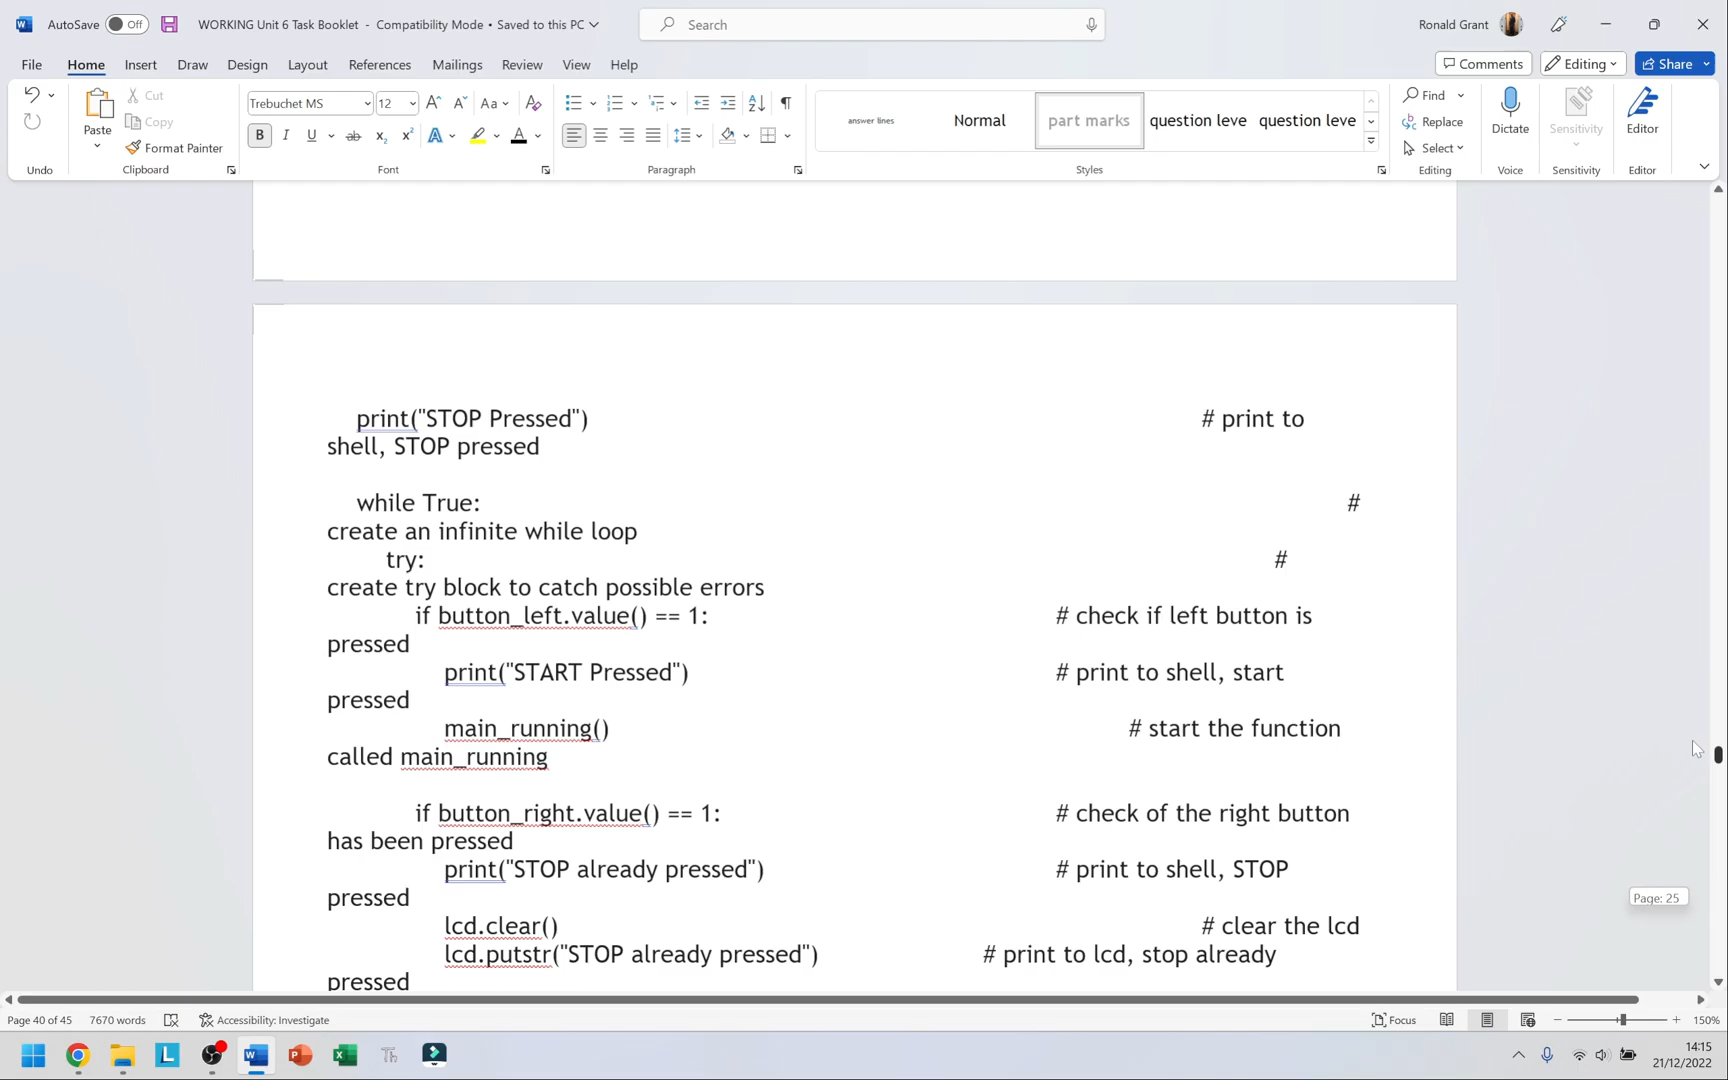 AutoSave Off WORKING Unit 6 Task Booklet - Compatibility Mode • Saved to this PC Search Ronald Grant
File Home Insert Draw Design Layout References Mailings Review View Help Comments Editing Share
Cut
Copy
Paste
Format Painter
Trebuchet MS 12
Aa
B I U ab x₂ x² A A
answer lines Normal part marks question leve question leve
Find
Replace
Select
Dictate Sensitivity Editor
Undo Clipboard Font Paragraph Styles Editing Voice Sensitivity Editor
print("STOP Pressed") # print to
shell, STOP pressed
while True: #
create an infinite while loop
try: #
create try block to catch possible errors
if button_left.value() == 1: # check if left button is
pressed
print("START Pressed") # print to shell, start
pressed
main_running() # start the function
called main_running
if button_right.value() == 1: # check of the right button
has been pressed
print("STOP already pressed") # print to shell, STOP
pressed
Page: 25
lcd.clear() # clear the lcd
lcd.putstr("STOP already pressed") # print to lcd, stop already
pressed
Page 40 of 45 7670 words Accessibility: Investigate Focus 150%
14:15
21/12/2022